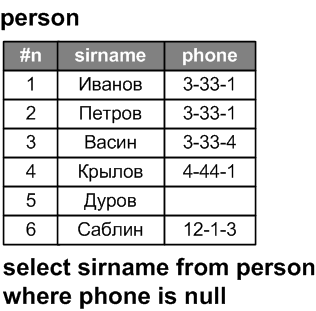 person
#n sirname phone
1 Иванов 3-33-1
2 Петров 3-33-1
3 Васин 3-33-4
4 Крылов 4-44-1
5 Дуров
6 Саблин 12-1-3
select sirname from person
where phone is null